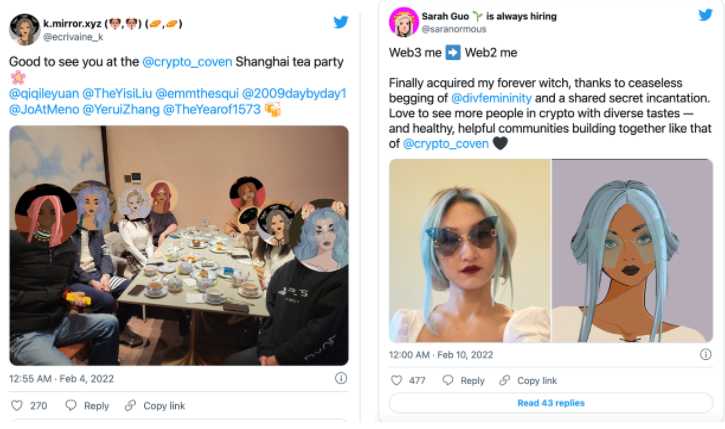 k.mirror.xyz (🐶,🐶) (🥟,🥟)
@ecrivaine_k
Good to see you at the @crypto_coven Shanghai tea party
🌸
@qiqileyuan @TheYisiLiu @emmthesqui @2009daybyday1
@JoAtMeno @YeruiZhang @TheYearof1573 🍻
12:55 AM · Feb 4, 2022
270 Reply Copy link
Sarah Guo 🌱 is always hiring
@saranormous
Web3 me ➡️ Web2 me
Finally acquired my forever witch, thanks to ceaseless
begging of @divfemininity and a shared secret incantation.
Love to see more people in crypto with diverse tastes —
and healthy, helpful communities building together like that
of @crypto_coven 🖤
12:00 AM · Feb 10, 2022
477 Reply Copy link
Read 43 replies